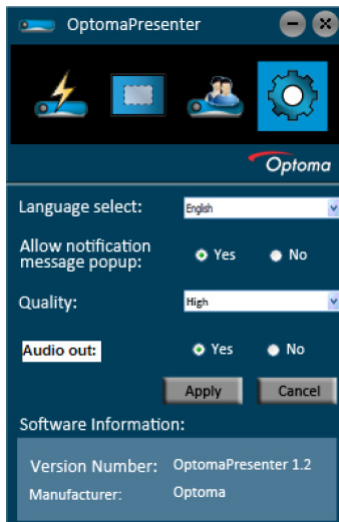 OptomaPresenter
Optoma
Language select: English
Allow notification
message popup: Yes No
Quality: High
Audio out: Yes No
Apply Cancel
Software Information:
Version Number: OptomaPresenter 1.2
Manufacturer: Optoma